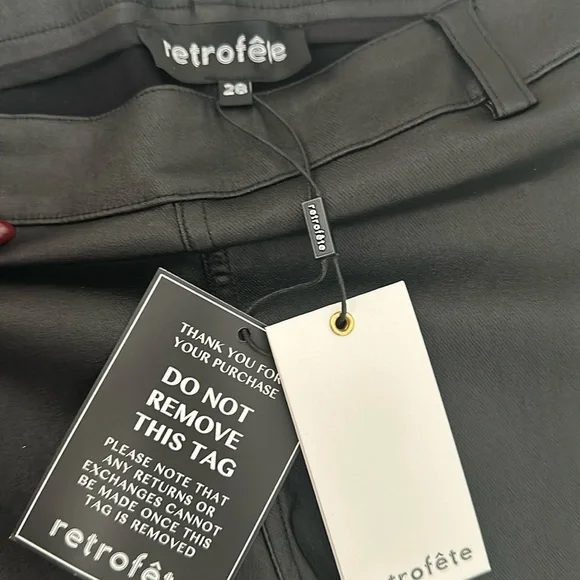 retrofête
28
retrofête
THANK YOU FOR
YOUR PURCHASE
DO NOT
REMOVE
THIS TAG
PLEASE NOTE THAT
ANY RETURNS OR
EXCHANGES CANNOT
BE MADE ONCE THIS
TAG IS REMOVED
retrofête
retrofête